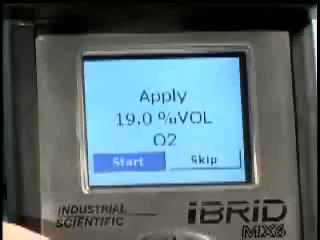 Apply
19.0 %VOL
O2
Start Skip
INDUSTRIAL
SCIENTIFIC
iBRiD
MX6